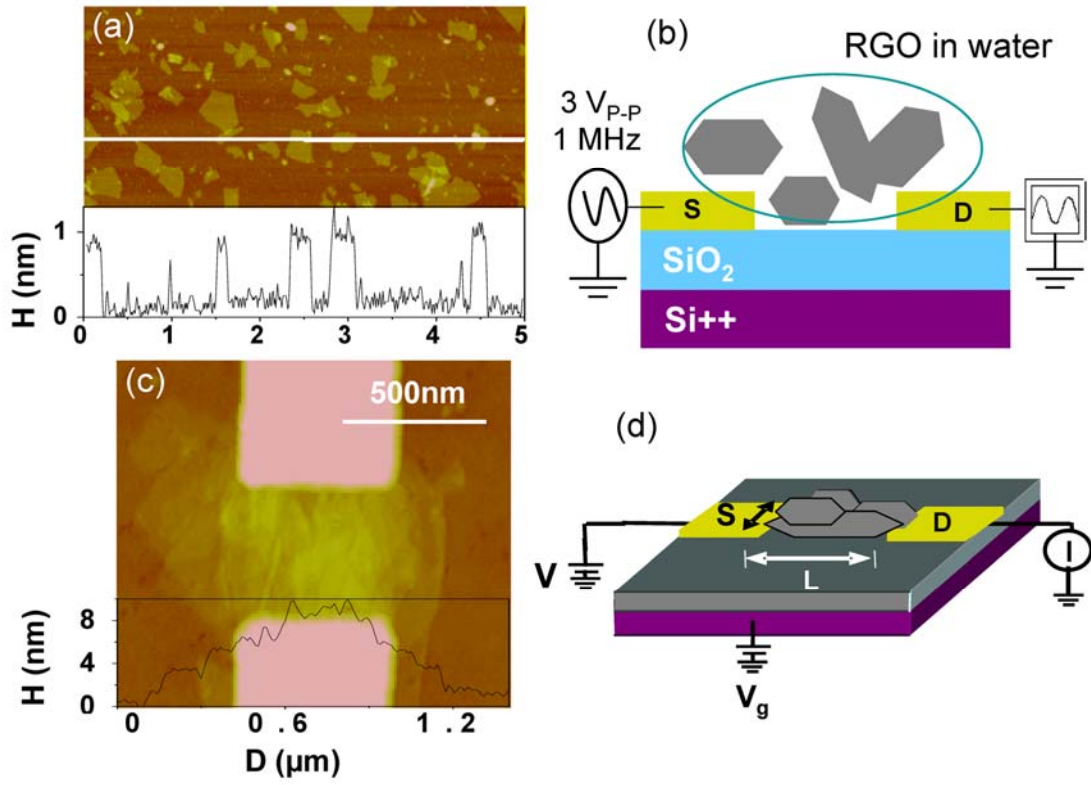 (a)
H (nm)
1
0
0 1 2 3 4 5
(b)
RGO in water
3 V_P-P
1 MHz
S
D
SiO₂
Si++
(c)
500nm
H (nm)
8
4
0
0 0.6 1.2
D (µm)
(d)
S
D
L
V
I
V_g